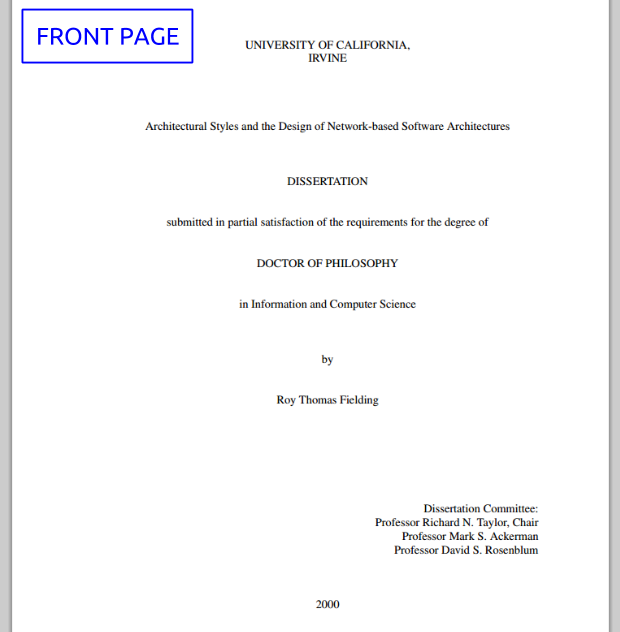 FRONT PAGE
UNIVERSITY OF CALIFORNIA,
IRVINE
Architectural Styles and the Design of Network-based Software Architectures
DISSERTATION
submitted in partial satisfaction of the requirements for the degree of
DOCTOR OF PHILOSOPHY
in Information and Computer Science
by
Roy Thomas Fielding
Dissertation Committee:
Professor Richard N. Taylor, Chair
Professor Mark S. Ackerman
Professor David S. Rosenblum
2000